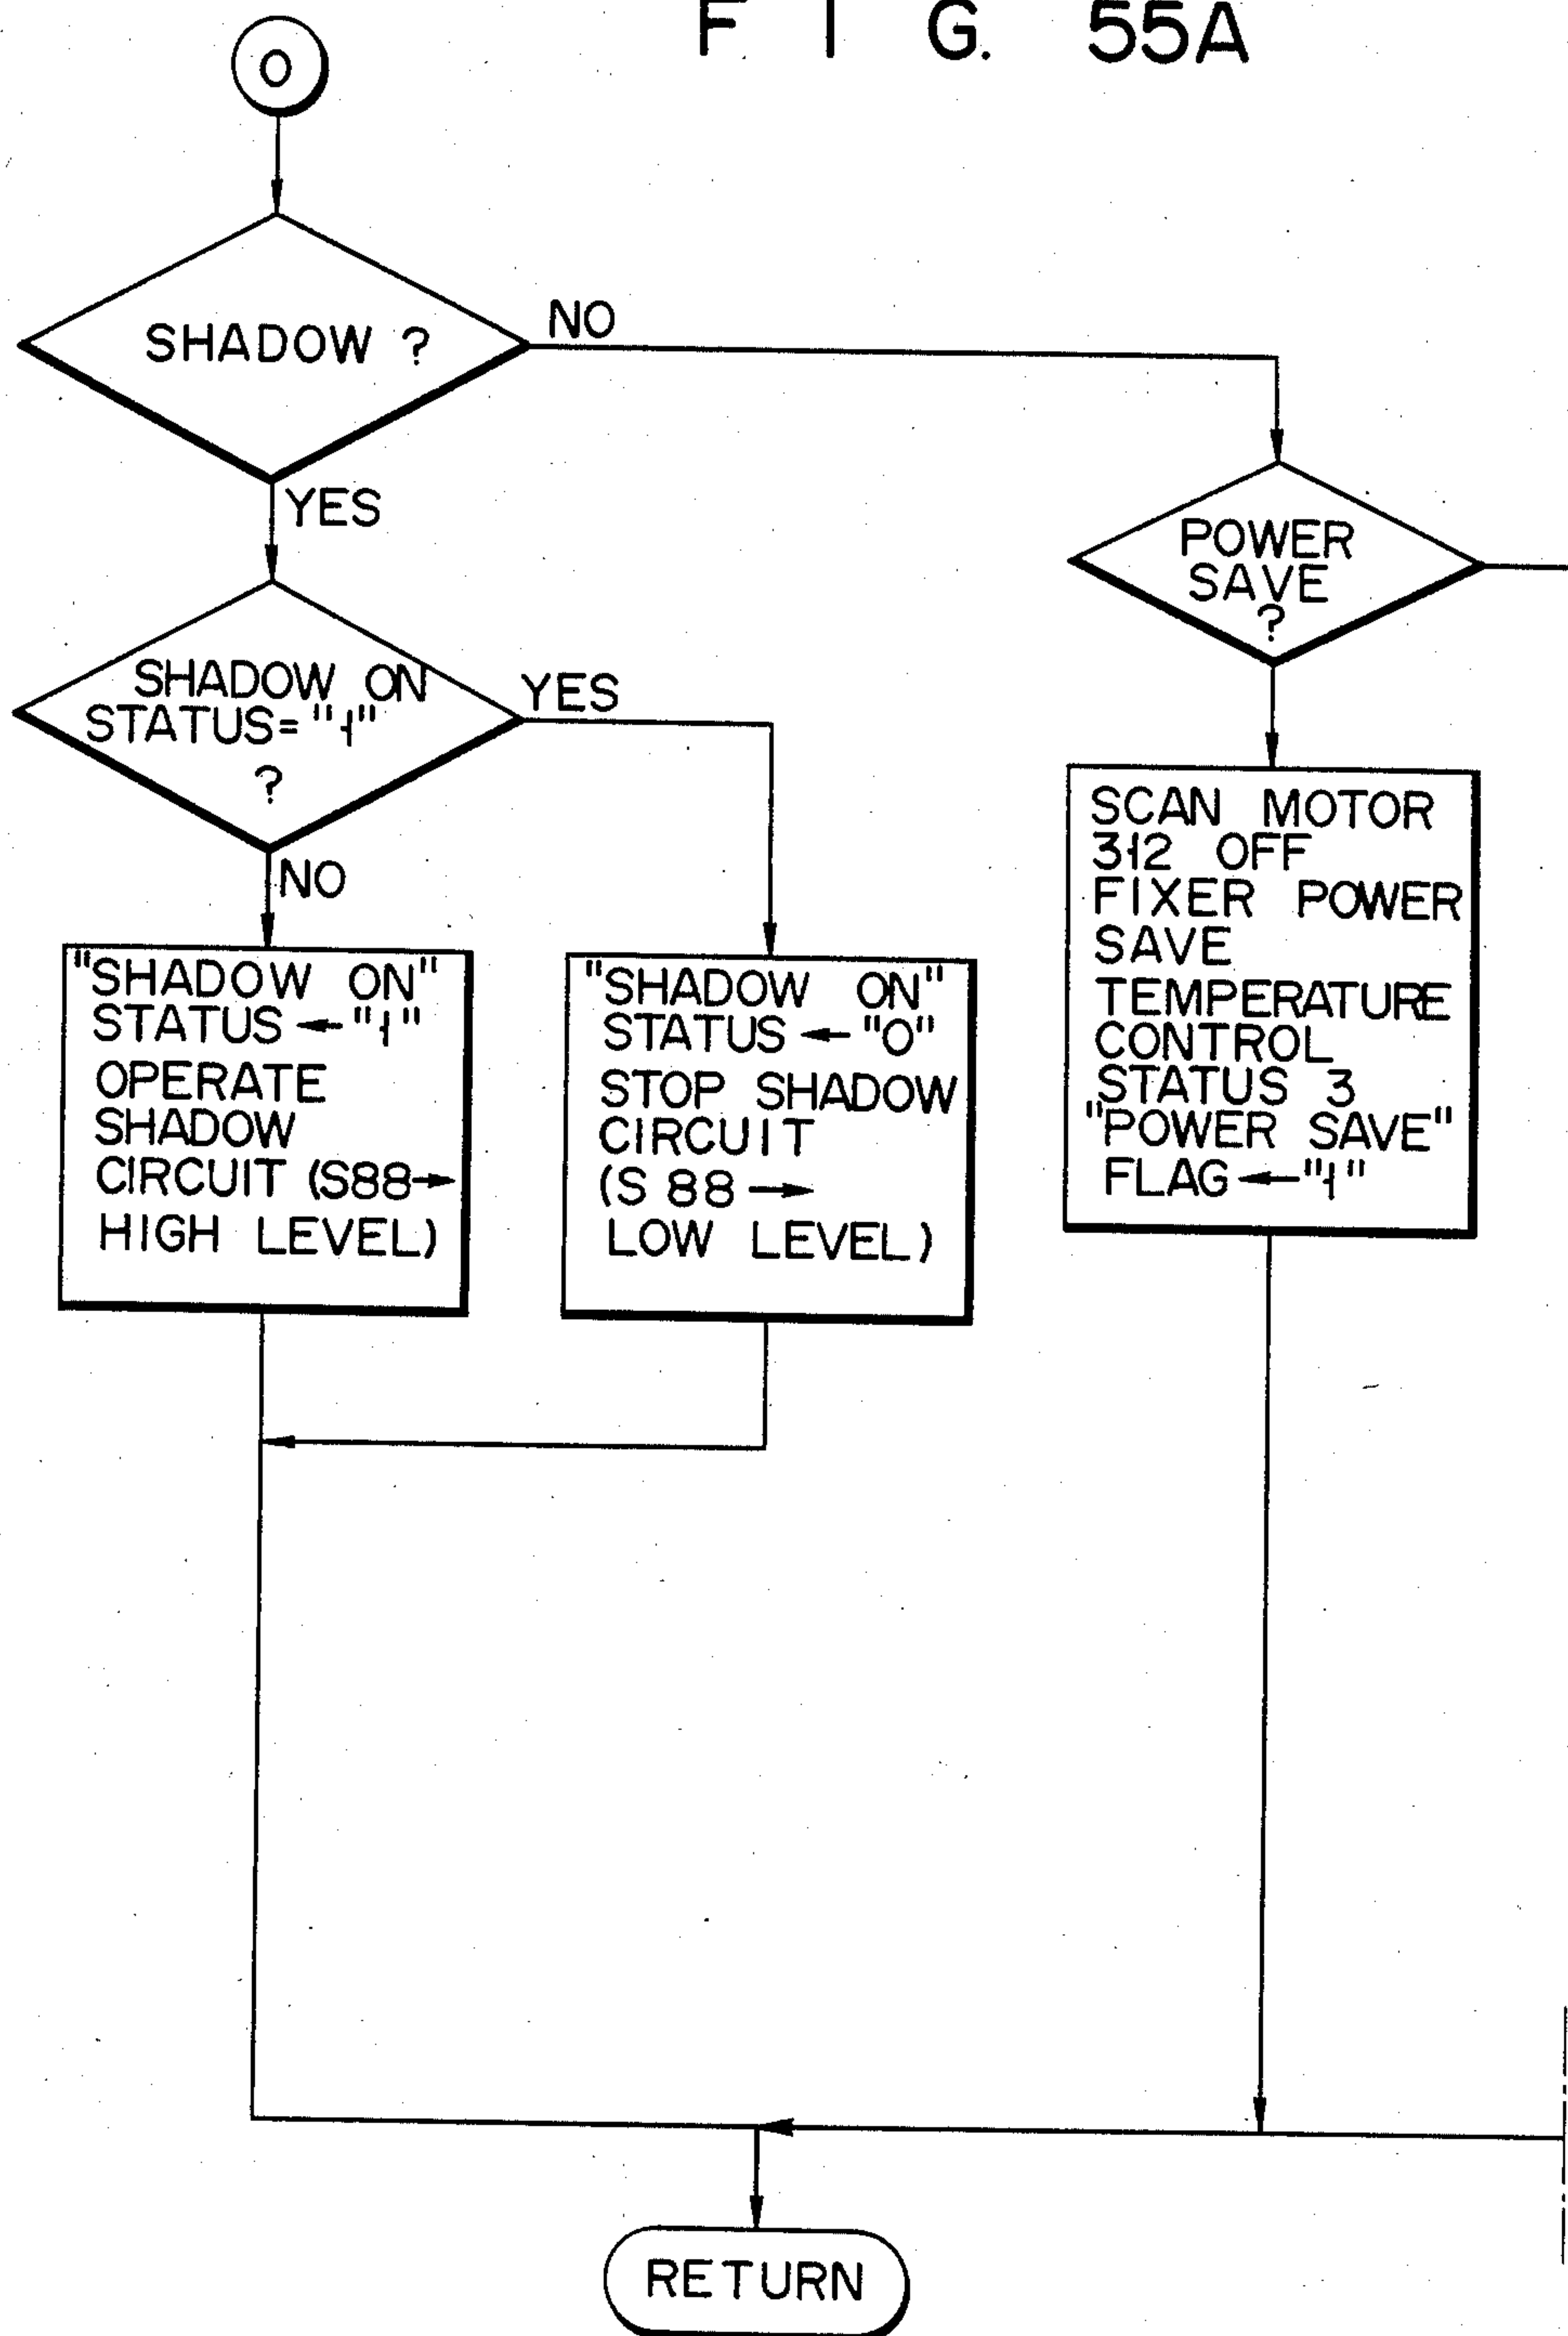 F I G. 55A
O
SHADOW ?
NO
YES
POWER
SAVE
?
SHADOW ON
STATUS="1"
?
YES
NO
"SHADOW ON"
STATUS ← "1"
OPERATE
SHADOW
CIRCUIT (S88→
HIGH LEVEL)
"SHADOW ON"
STATUS ← "0"
STOP SHADOW
CIRCUIT
(S 88 →
LOW LEVEL)
SCAN MOTOR
312 OFF
FIXER POWER
SAVE
TEMPERATURE
CONTROL
STATUS 3
"POWER SAVE"
FLAG ← "1"
RETURN